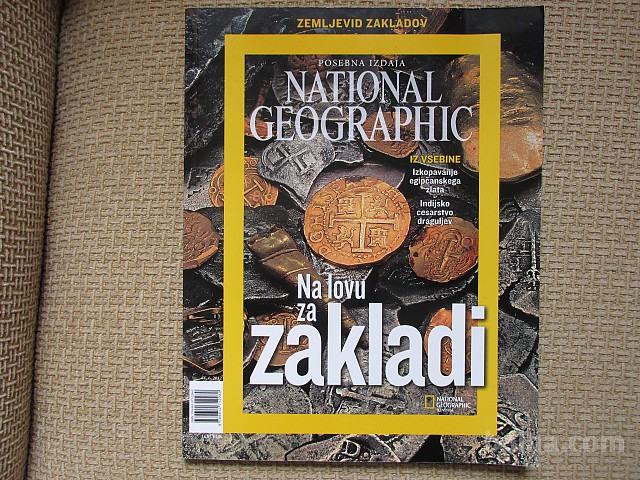 ZEMLJEVID ZAKLADOV
POSEBNA IZDAJA
NATIONAL
GEOGRAPHIC
IZ VSEBINE
Izkopavanje
egipčanskega
zlata
Indijsko
cesarstvo
draguljev
Na lovu
za
zakladi
NATIONAL
GEOGRAPHIC